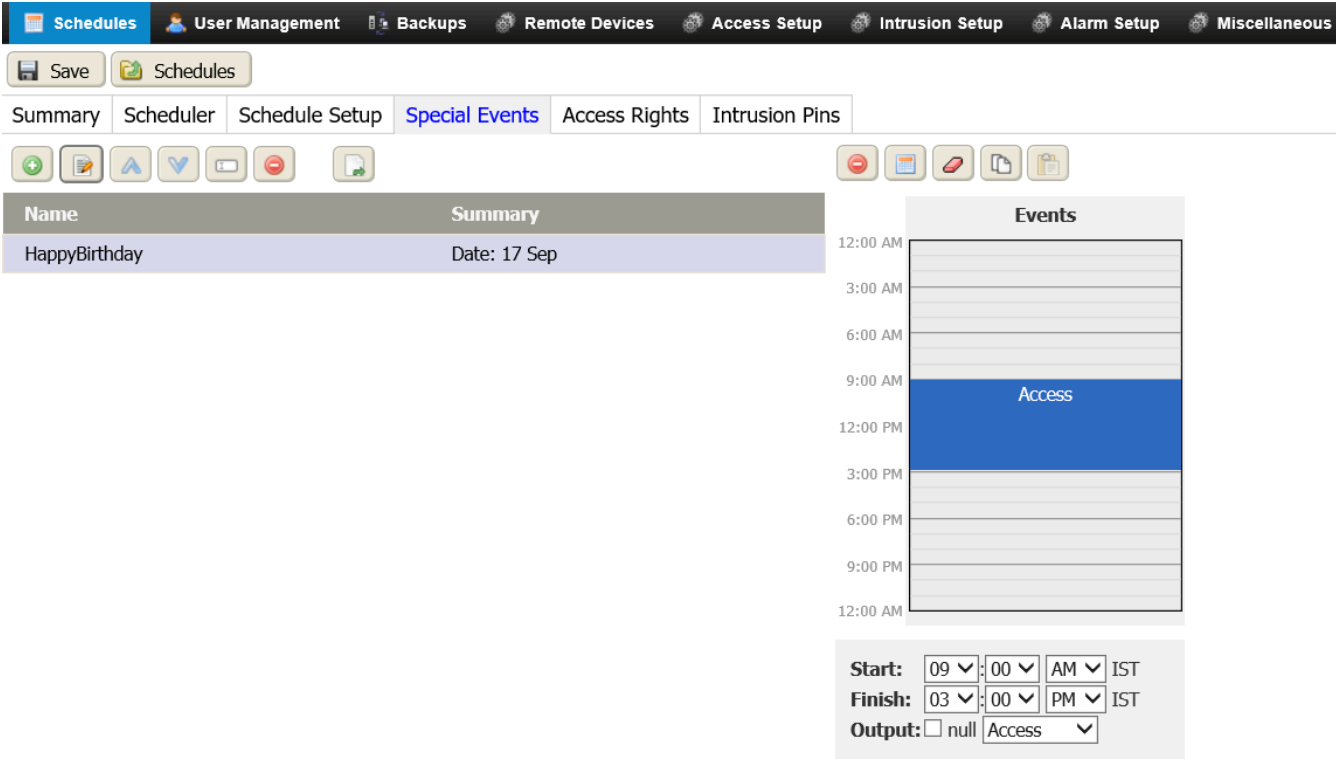 Schedules User Management Backups Remote Devices Access Setup Intrusion Setup Alarm Setup Miscellaneous
Save Schedules
Summary Scheduler Schedule Setup Special Events Access Rights Intrusion Pins
Name Summary
HappyBirthday Date: 17 Sep
Events
12:00 AM
3:00 AM
6:00 AM
9:00 AM
Access
12:00 PM
3:00 PM
6:00 PM
9:00 PM
12:00 AM
Start: 09 : 00 AM IST
Finish: 03 : 00 PM IST
Output: null Access